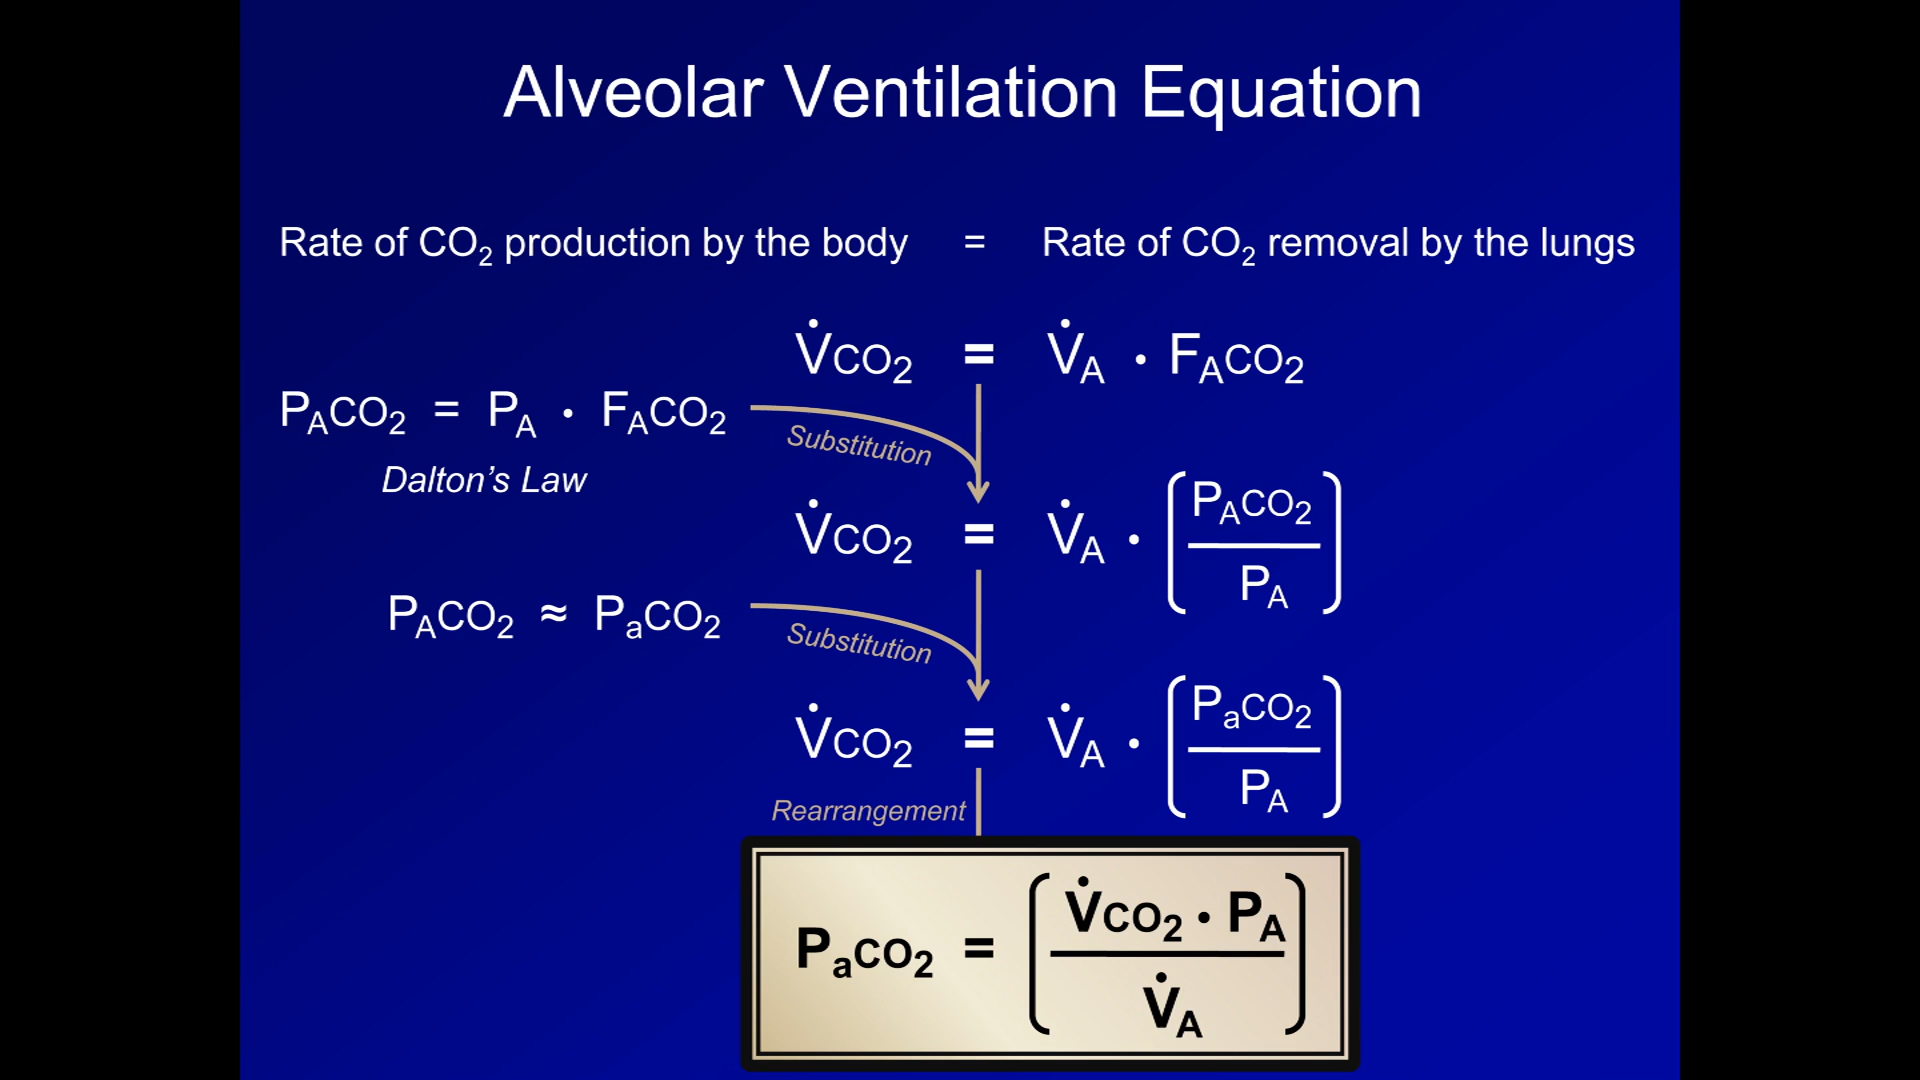 Alveolar Ventilation Equation
Rate of CO₂ production by the body = Rate of CO₂ removal by the lungs
V̇CO₂ = V̇A · FACO₂
PACO₂ = PA · FACO₂
Substitution
Dalton's Law
V̇CO₂ = V̇A · (PACO₂ / PA)
PACO₂ ≈ PaCO₂
Substitution
V̇CO₂ = V̇A · (PaCO₂ / PA)
Rearrangement
PaCO₂ = (V̇CO₂ · PA / V̇A)